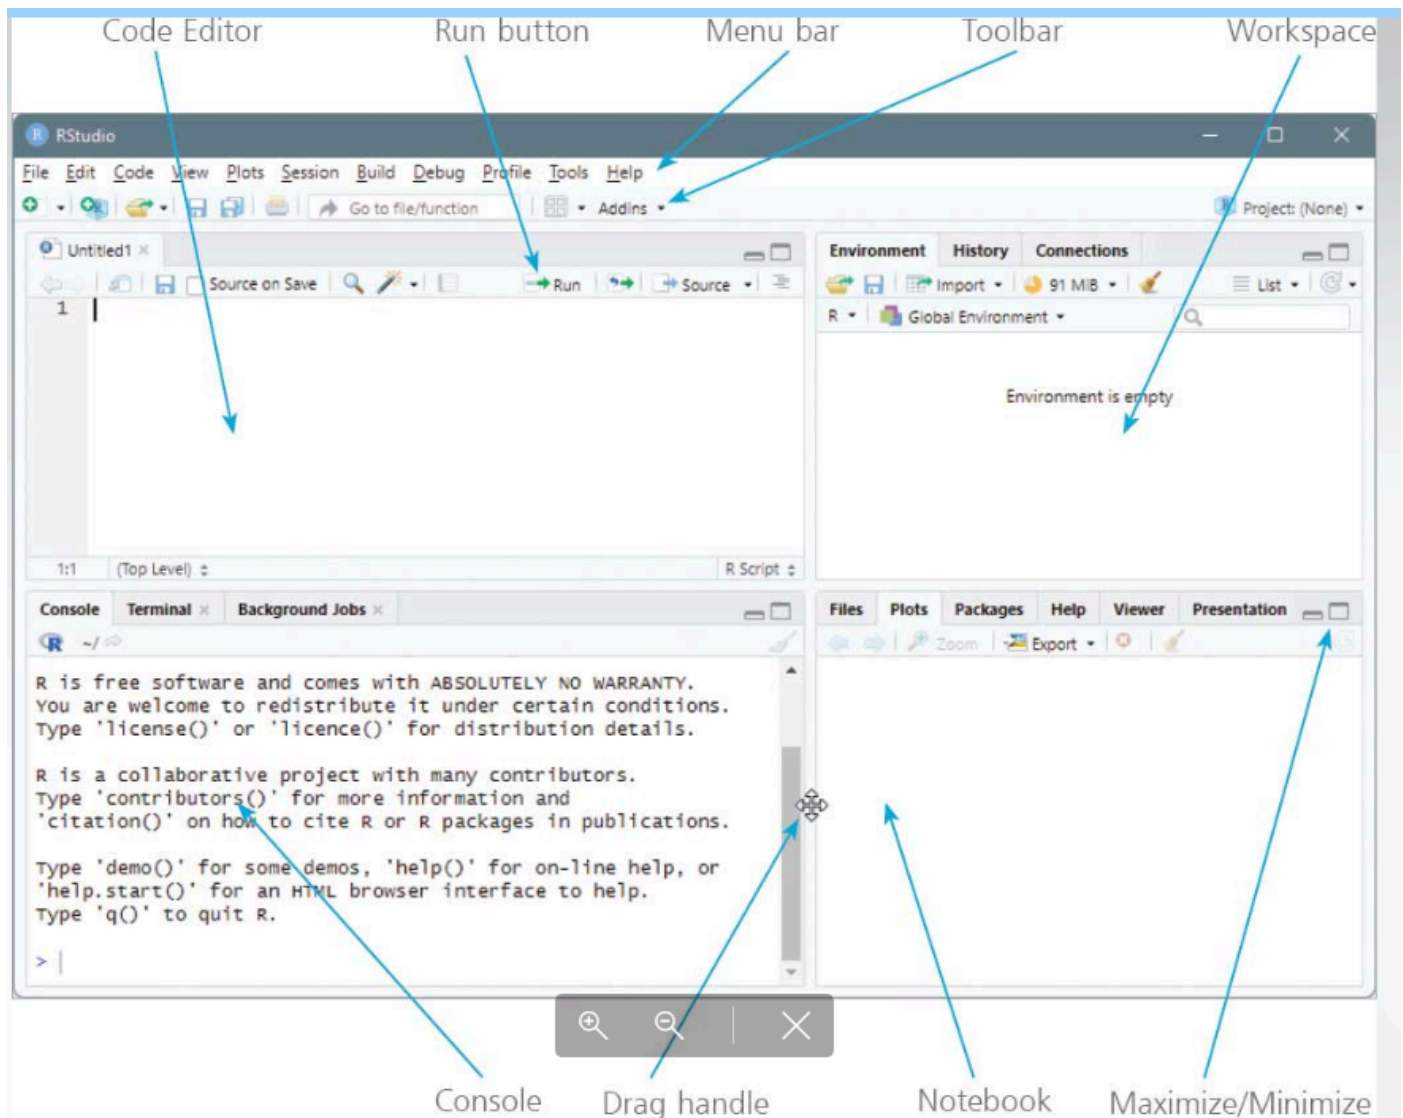 Code Editor Run button Menu bar Toolbar Workspace
RStudio
File Edit Code View Plots Session Build Debug Profile Tools Help
Go to file/function Addins Project: (None)
Untitled1
Source on Save Run Source
1
1:1 (Top Level) R Script
Environment History Connections
Import 91 MiB List
R Global Environment
Environment is empty
Console Terminal Background Jobs
R ~/
R is free software and comes with ABSOLUTELY NO WARRANTY.
You are welcome to redistribute it under certain conditions.
Type 'license()' or 'licence()' for distribution details.
R is a collaborative project with many contributors.
Type 'contributors()' for more information and
'citation()' on how to cite R or R packages in publications.
Type 'demo()' for some demos, 'help()' for on-line help, or
'help.start()' for an HTML browser interface to help.
Type 'q()' to quit R.
>
Files Plots Packages Help Viewer Presentation
Zoom Export
Console Drag handle Notebook Maximize/Minimize